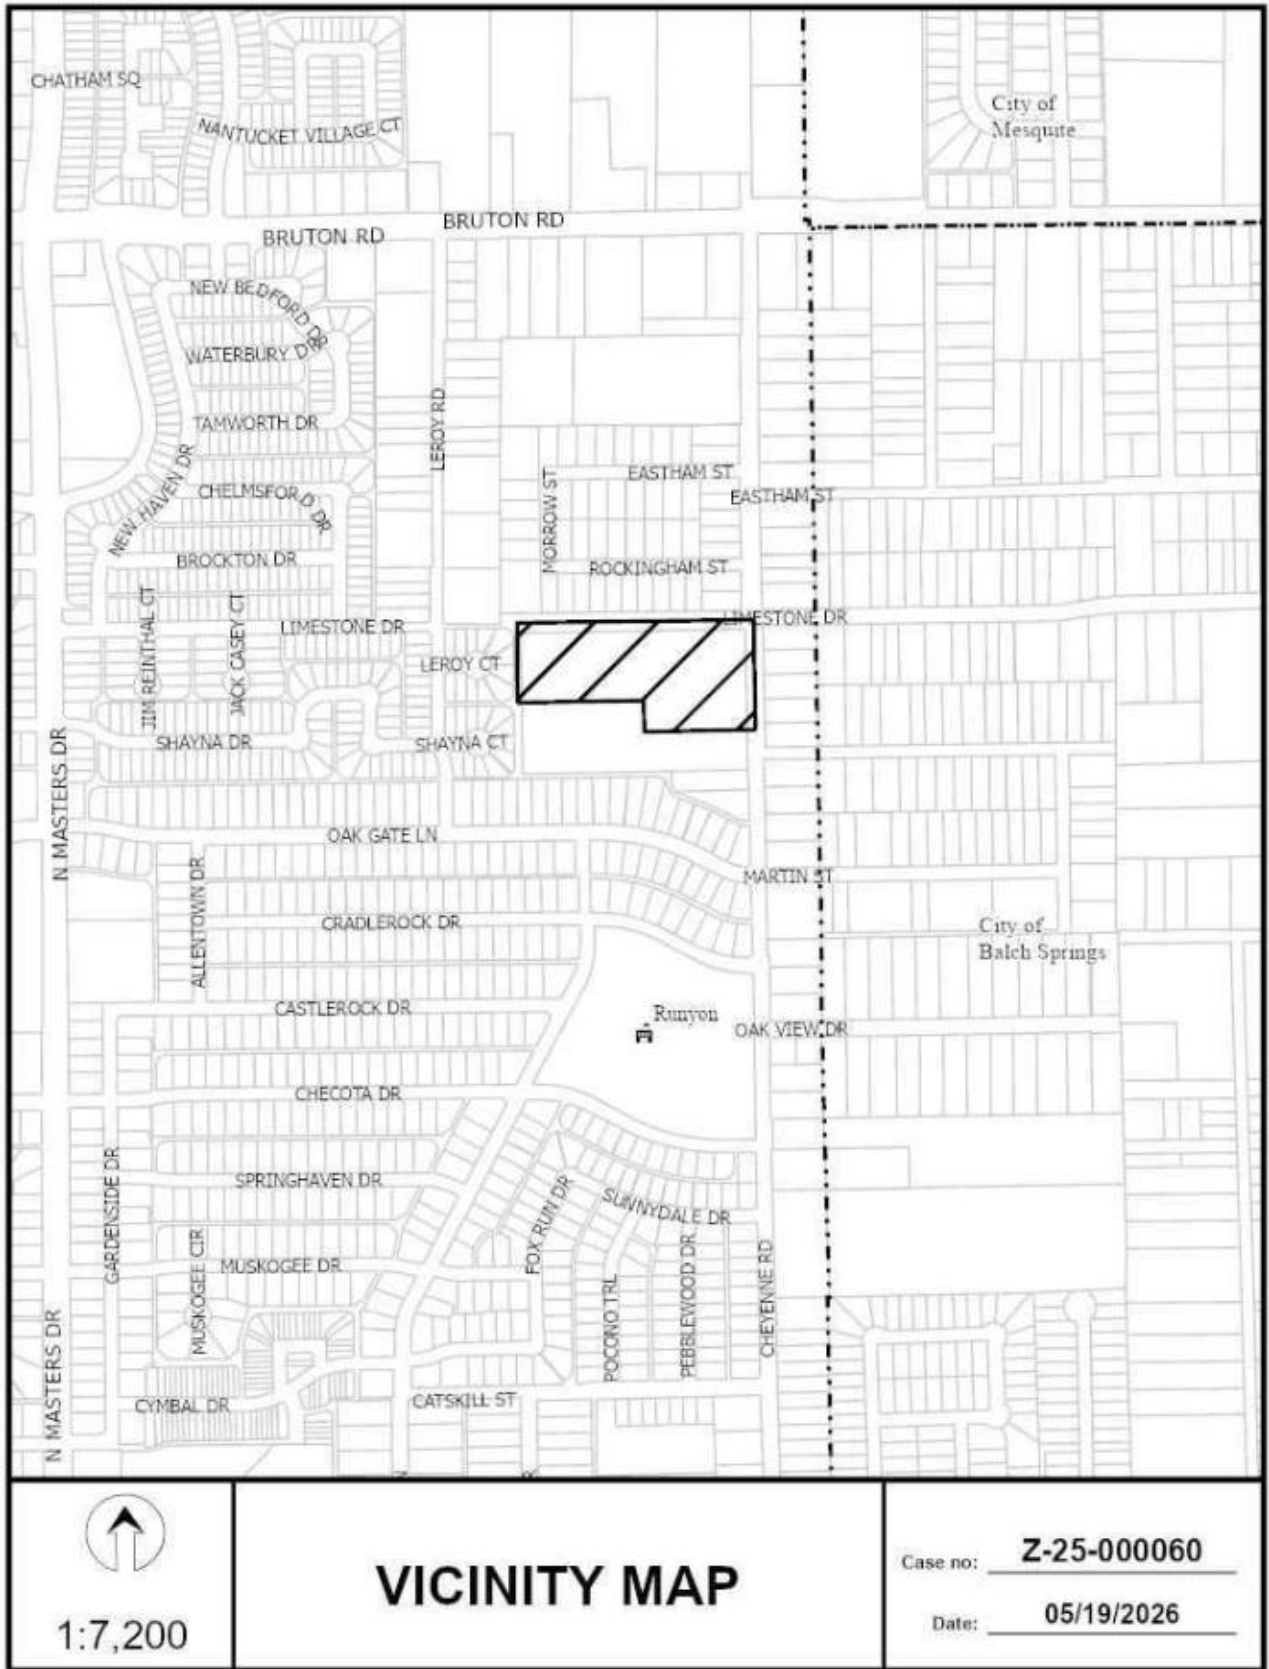 CHATHAM SQ
NANTUCKET VILLAGE CT
City of
Mesquite
BRUTON RD
BRUTON RD
NEW BEDFORD DR
WATERBURY DR
TAMWORTH DR
LEROY RD
NEW HAVEN DR
CHELMSFORD DR
MORROW ST
EASTHAM ST
EASTHAM ST
BROCKTON DR
ROCKINGHAM ST
JIM REINTHAL CT
JACK CASEY CT
LIMESTONE DR
LIMESTONE DR
LEROY CT
SHAYNA DR
SHAYNA CT
N MASTERS DR
OAK GATE LN
ALLENTOWN DR
MARTIN ST
CRADLEROCK DR
City of
Balch Springs
CASTLEROCK DR
Runyon
OAK VIEW DR
CHECOTA DR
GARDENSIDE DR
SPRINGHAVEN DR
FOX RUN DR
SUNNYDALE DR
MUSKOGEE CIR
MUSKOGEE DR
POCONO TRL
PEBBLEWOOD DR
CHEYENNE RD
N MASTERS DR
CYMBAL DR
CATSKILL ST
1:7,200
VICINITY MAP
Case no: Z-25-000060
Date: 05/19/2026